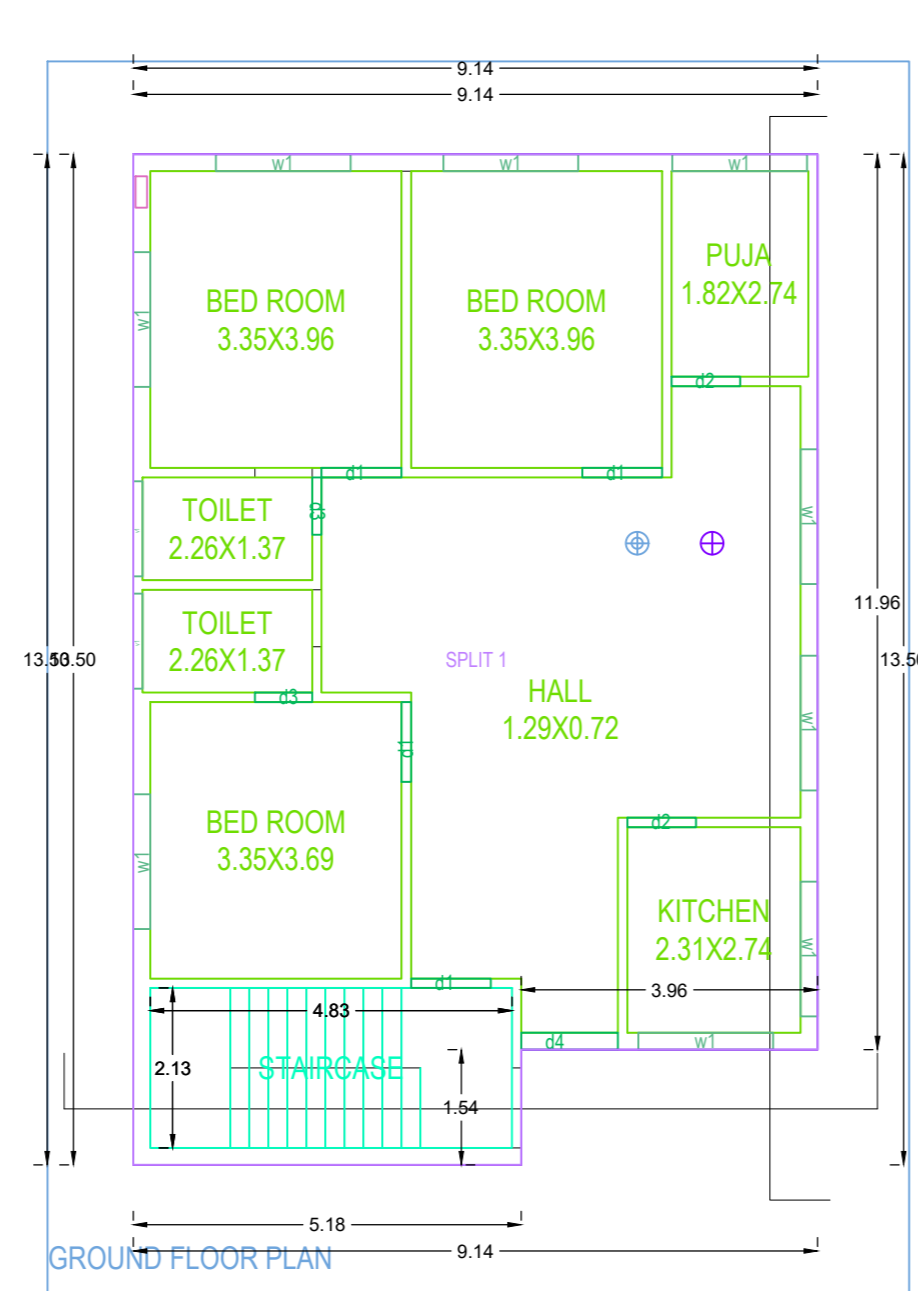 9.14
9.14
w1
w1
w1
PUJA
1.82X2.74
BED ROOM
3.35X3.96
BED ROOM
3.35X3.96
w1
d2
d1
d1
TOILET
2.26X1.37
d3
w1
11.96
TOILET
2.26X1.37
13.50
13.50
SPLIT 1
13.50
HALL
1.29X0.72
d3
w1
d1
BED ROOM
3.35X3.69
w1
d2
KITCHEN
2.31X2.74
w1
d1
3.96
4.83
d4
w1
2.13
STAIRCASE
1.54
5.18
9.14
GROUND FLOOR PLAN